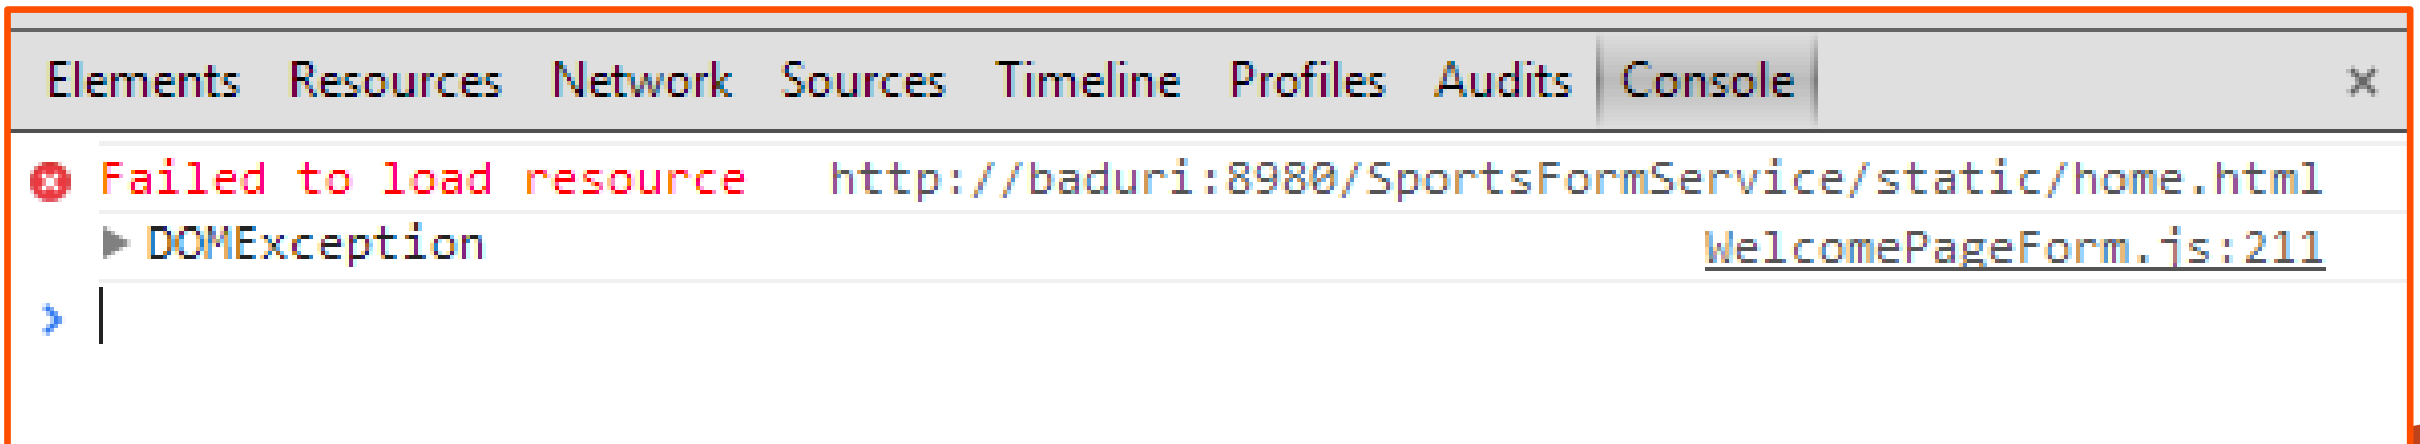 Elements Resources Network Sources Timeline Profiles Audits Console ×
Failed to load resource http://baduri:8980/SportsFormService/static/home.html
DOMException WelcomePageForm.js:211